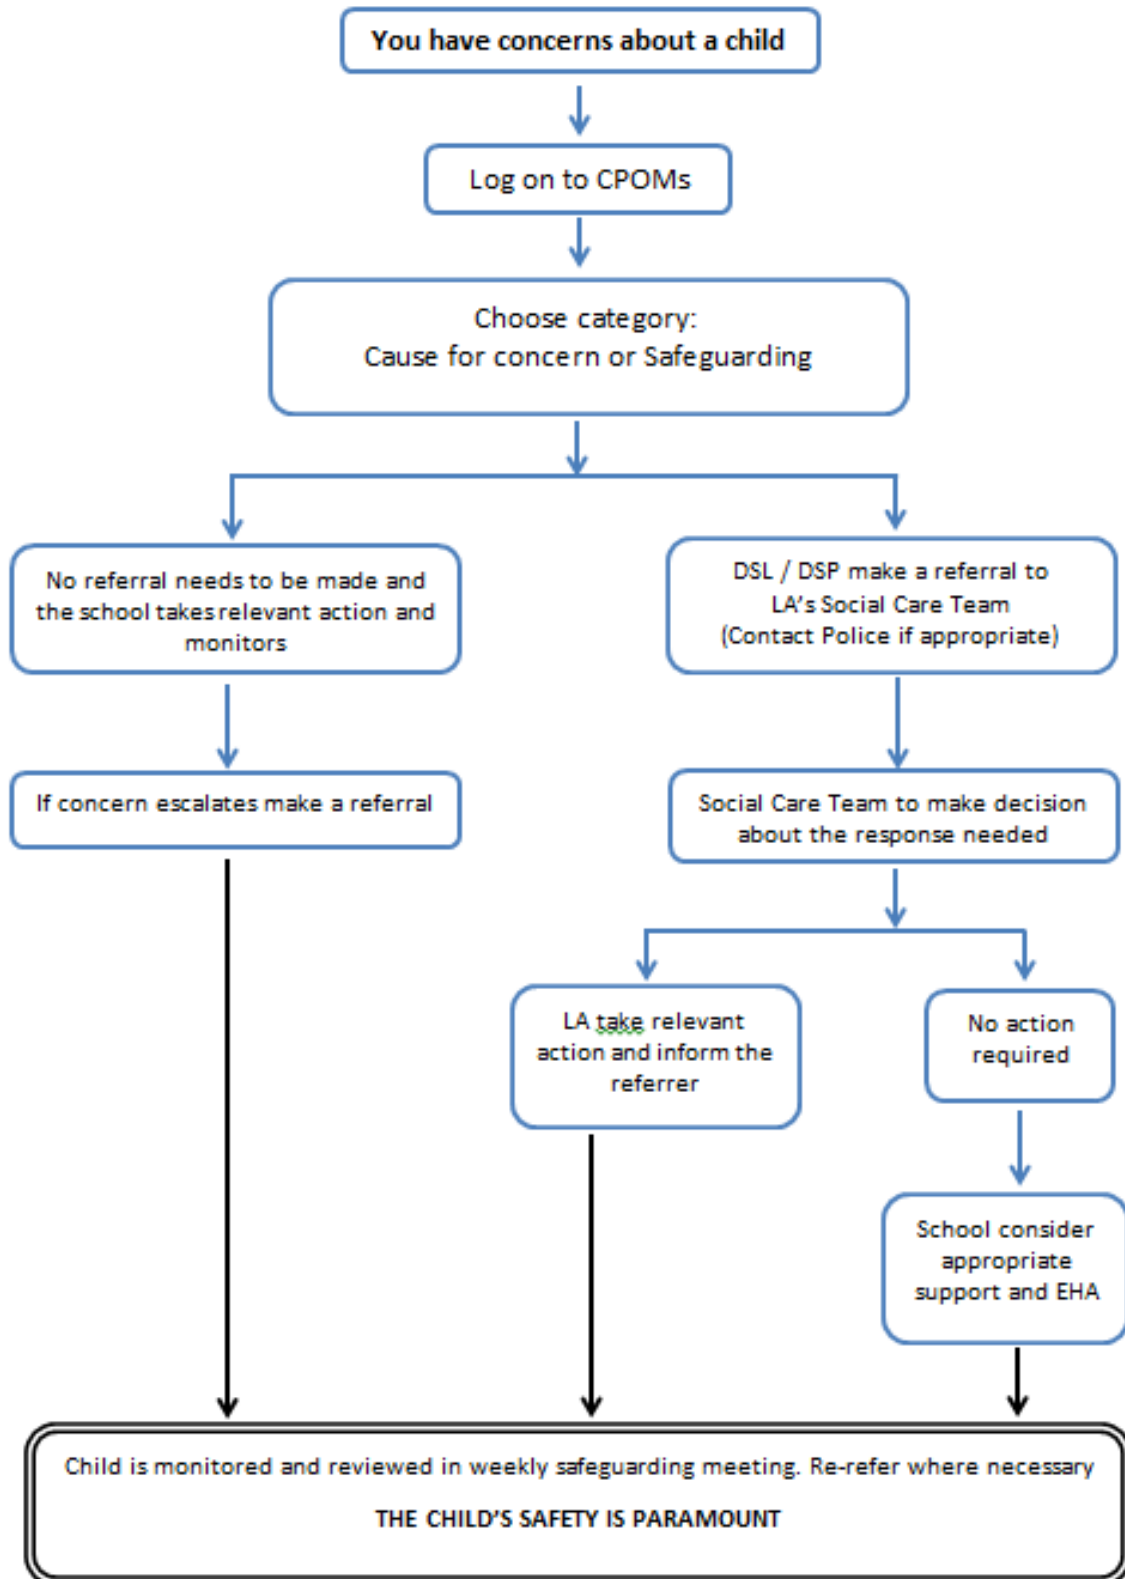 You have concerns about a child
Log on to CPOMs
Choose category:
Cause for concern or Safeguarding
No referral needs to be made and
the school takes relevant action and
monitors
DSL / DSP make a referral to
LA's Social Care Team
(Contact Police if appropriate)
If concern escalates make a referral
Social Care Team to make decision
about the response needed
LA take relevant
action and inform the
referrer
No action
required
School consider
appropriate
support and EHA
Child is monitored and reviewed in weekly safeguarding meeting. Re-refer where necessary
THE CHILD'S SAFETY IS PARAMOUNT